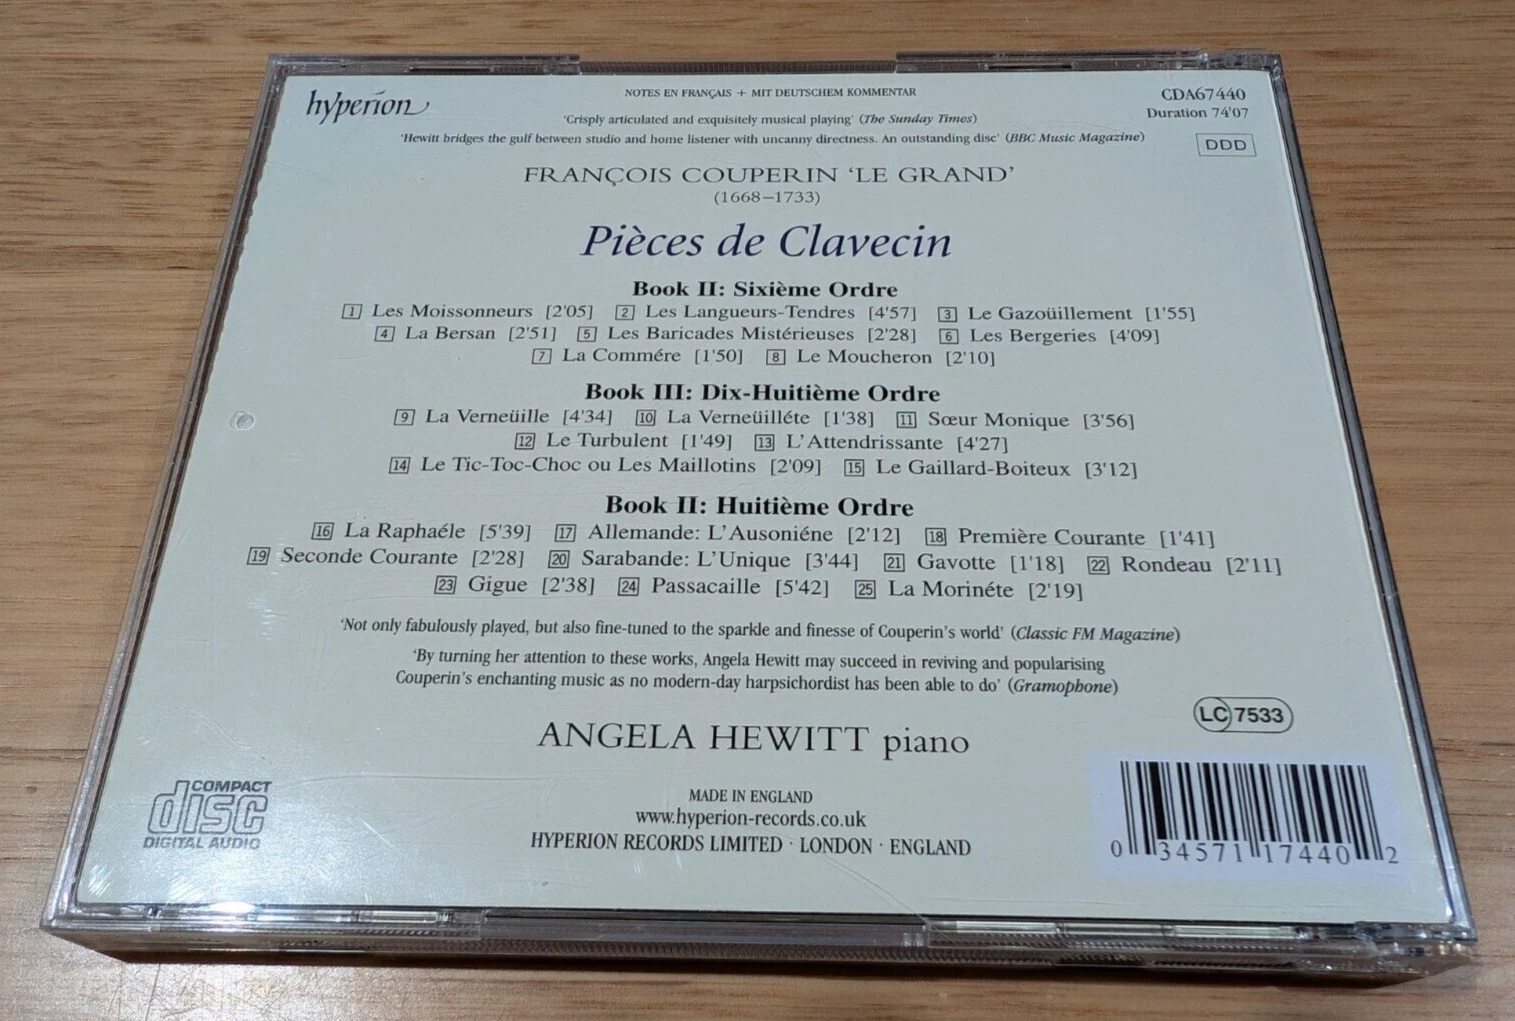 hyperion
NOTES EN FRANÇAIS + MIT DEUTSCHEM KOMMENTAR
CDA67440
Duration 74'07
DDD
'Crisply articulated and exquisitely musical playing' (The Sunday Times)
'Hewitt bridges the gulf between studio and home listener with uncanny directness. An outstanding disc' (BBC Music Magazine)
FRANÇOIS COUPERIN 'LE GRAND'
(1668–1733)
Pièces de Clavecin
Book II: Sixième Ordre
1 Les Moissonneurs [2'05] 2 Les Langueurs-Tendres [4'57] 3 Le Gazoüillement [1'55]
4 La Bersan [2'51] 5 Les Baricades Mistérieuses [2'28] 6 Les Bergeries [4'09]
7 La Commére [1'50] 8 Le Moucheron [2'10]
Book III: Dix-Huitième Ordre
9 La Verneüille [4'34] 10 La Verneüilléte [1'38] 11 Sœur Monique [3'56]
12 Le Turbulent [1'49] 13 L'Attendrissante [4'27]
14 Le Tic-Toc-Choc ou Les Maillotins [2'09] 15 Le Gaillard-Boiteux [3'12]
Book II: Huitième Ordre
16 La Raphaéle [5'39] 17 Allemande: L'Ausoniéne [2'12] 18 Première Courante [1'41]
19 Seconde Courante [2'28] 20 Sarabande: L'Unique [3'44] 21 Gavotte [1'18] 22 Rondeau [2'11]
23 Gigue [2'38] 24 Passacaille [5'42] 25 La Morinéte [2'19]
'Not only fabulously played, but also fine-tuned to the sparkle and finesse of Couperin's world' (Classic FM Magazine)
'By turning her attention to these works, Angela Hewitt may succeed in reviving and popularising
Couperin's enchanting music as no modern-day harpsichordist has been able to do' (Gramophone)
LC 7533
ANGELA HEWITT piano
COMPACT
disc
DIGITAL AUDIO
MADE IN ENGLAND
www.hyperion-records.co.uk
HYPERION RECORDS LIMITED · LONDON · ENGLAND
0 34571 17440 2